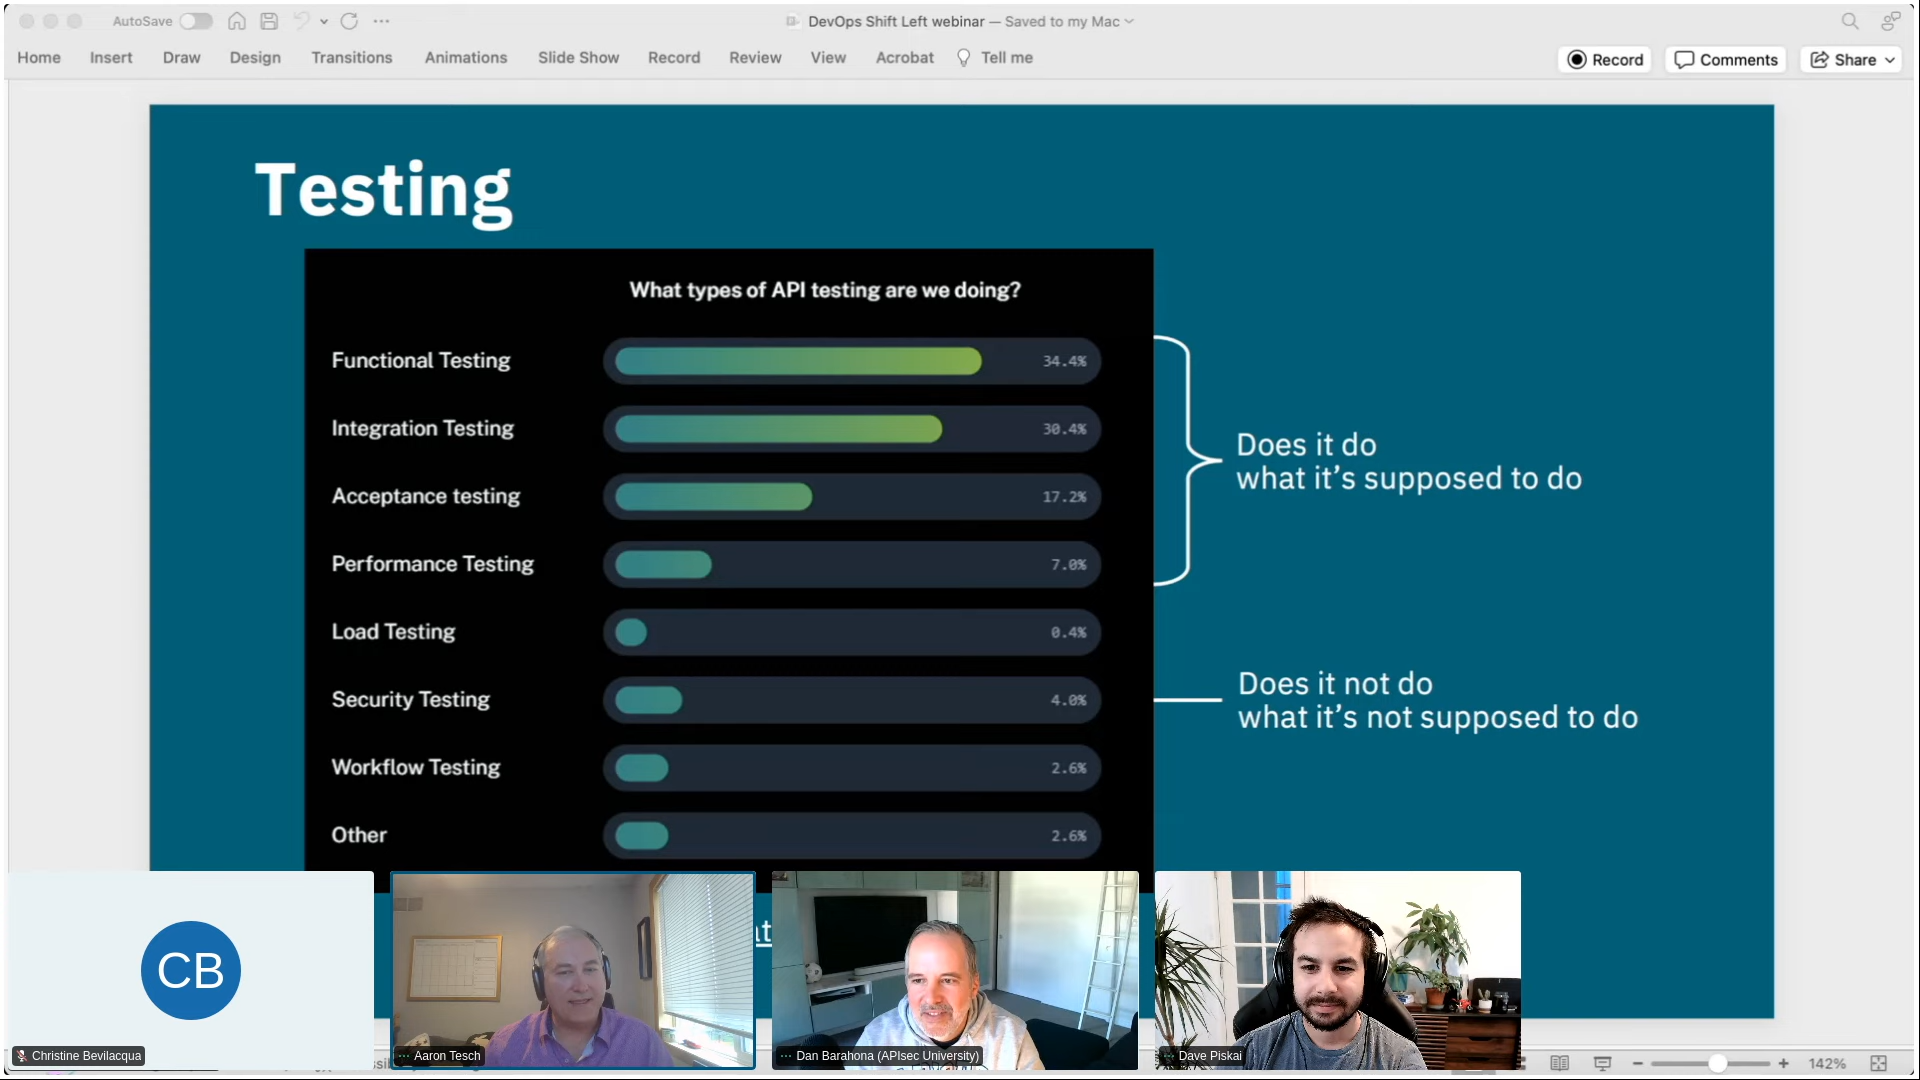 AutoSave
DevOps Shift Left webinar — Saved to my Mac
Home Insert Draw Design Transitions Animations Slide Show Record Review View Acrobat Tell me
Record Comments Share
Testing
What types of API testing are we doing?
Functional Testing 34.4%
Integration Testing 30.4%
Acceptance testing 17.2%
Performance Testing 7.0%
Load Testing 0.4%
Security Testing 4.0%
Workflow Testing 2.6%
Other 2.6%
Does it do
what it's supposed to do
Does it not do
what it's not supposed to do
CB
Christine Bevilacqua
Aaron Tesch
Dan Barahona (APIsec University)
Dave Piskai
142%